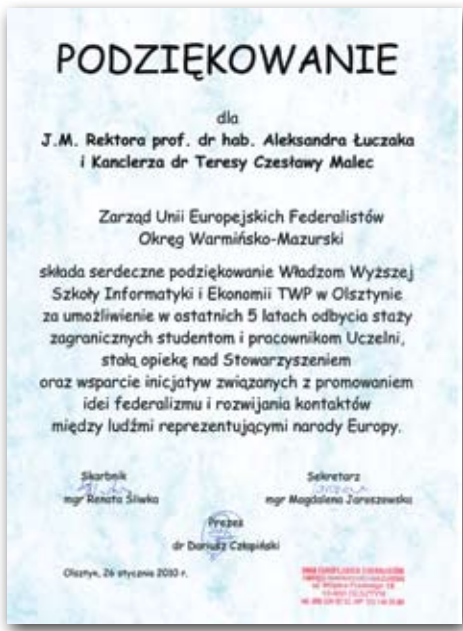 PODZIĘKOWANIE
dla
J.M. Rektora prof. dr hab. Aleksandra Łuczaka
i Kanclerza dr Teresy Czesławy Malec
Zarząd Unii Europejskich Federalistów
Okręg Warmińsko-Mazurski
składa serdeczne podziękowanie Władzom Wyższej
Szkoły Informatyki i Ekonomii TWP w Olsztynie
za umożliwienie w ostatnich 5 latach odbycia staży
zagranicznych studentom i pracownikom Uczelni,
stałą opiekę nad Stowarzyszeniem
oraz wsparcie inicjatyw związanych z promowaniem
idei federalizmu i rozwijania kontaktów
między ludźmi reprezentującymi narody Europy.
Skarbnik
mgr Renata Śliwka
Sekretarz
mgr Magdalena Jaroszewska
Prezes
dr Dariusz Człapiński
Olsztyn, 26 stycznia 2010 r.